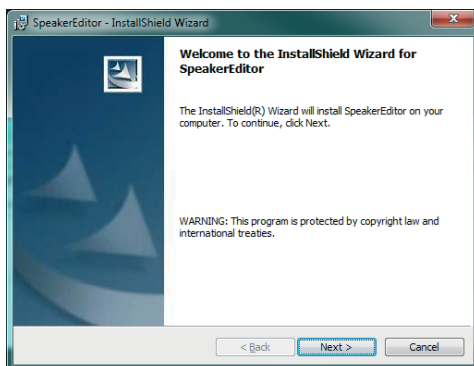 SpeakerEditor - InstallShield Wizard
Welcome to the InstallShield Wizard for
SpeakerEditor
The InstallShield(R) Wizard will install SpeakerEditor on your
computer. To continue, click Next.
WARNING: This program is protected by copyright law and
international treaties.
< Back
Next >
Cancel